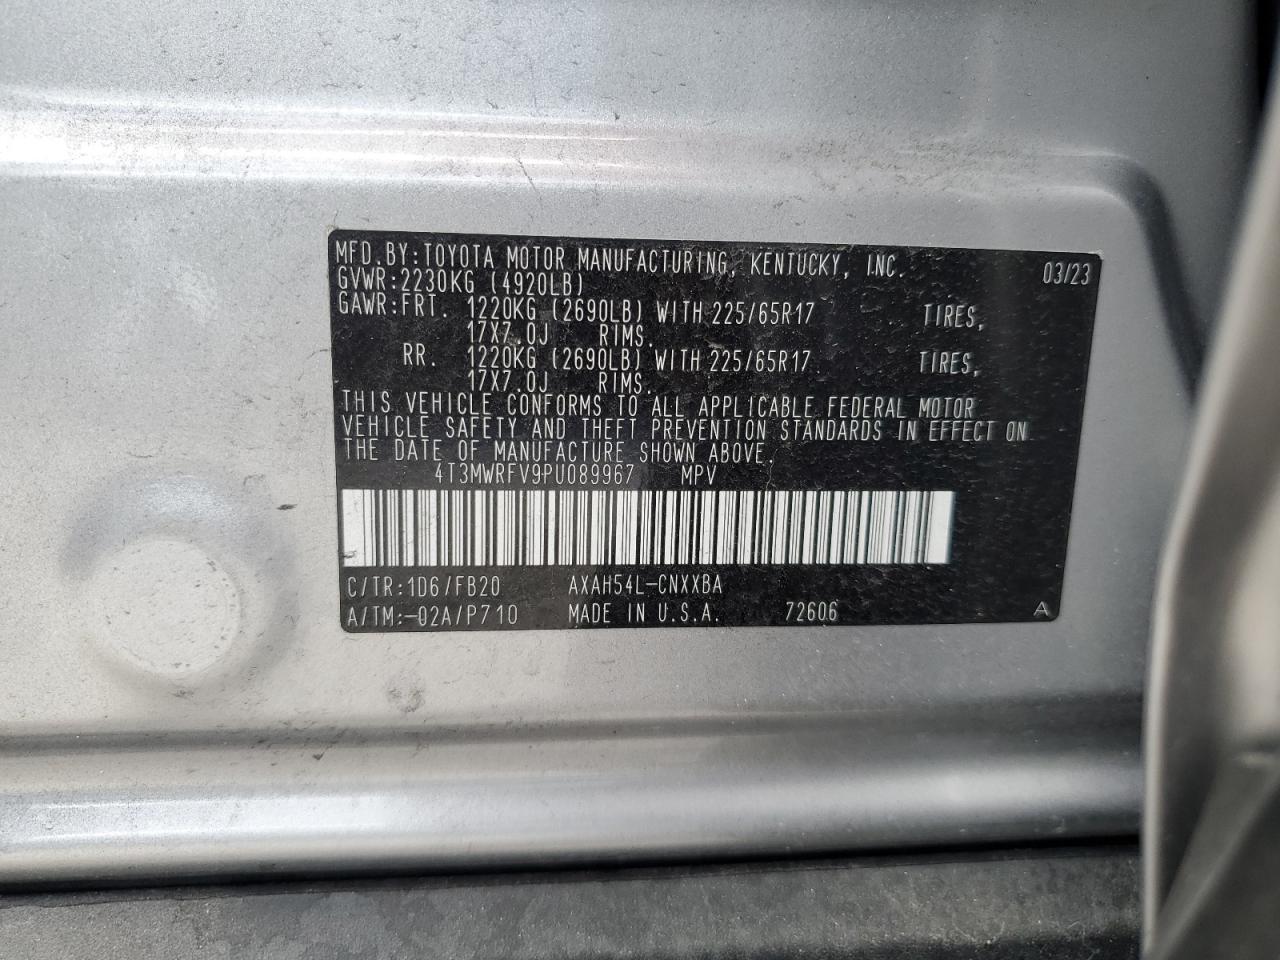 MFD.BY:TOYOTA MOTOR MANUFACTURING, KENTUCKY, INC. 03/23
GVWR:2230KG (4920LB)
GAWR:FRT. 1220KG (2690LB) WITH 225/65R17 TIRES,
17X7.0J RIMS.
RR. 1220KG (2690LB) WITH 225/65R17 TIRES,
17X7.0J RIMS.
THIS VEHICLE CONFORMS TO ALL APPLICABLE FEDERAL MOTOR
VEHICLE SAFETY AND THEFT PREVENTION STANDARDS IN EFFECT ON
THE DATE OF MANUFACTURE SHOWN ABOVE.
4T3MWRFV9PU089967 MPV
C/TR:1D6/FB20 AXAH54L-CNXXBA
A/TM:-02A/P710 MADE IN U.S.A. 72606 A